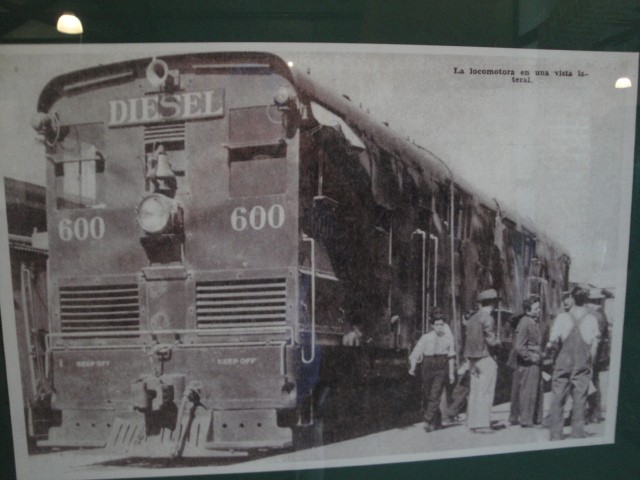 La locomotora en una vista la-
teral.
DIESEL
600 600
KEEP OFF KEEP OFF